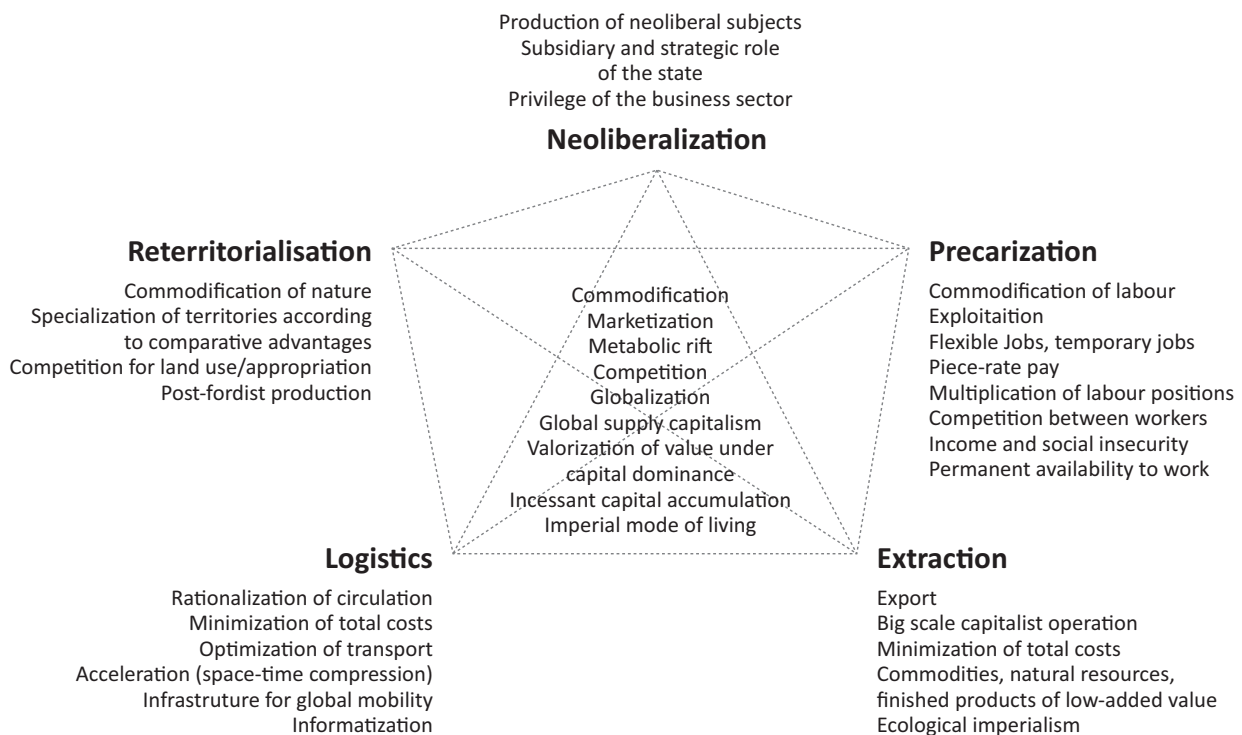 Production of neoliberal subjects
Subsidiary and strategic role
of the state
Privilege of the business sector
Neoliberalization
Reterritorialisation
Commodification of nature
Specialization of territories according
to comparative advantages
Competition for land use/appropriation
Post-fordist production
Precarization
Commodification of labour
Exploitaition
Flexible Jobs, temporary jobs
Piece-rate pay
Multiplication of labour positions
Competition between workers
Income and social insecurity
Permanent availability to work
Commodification
Marketization
Metabolic rift
Competition
Globalization
Global supply capitalism
Valorization of value under
capital dominance
Incessant capital accumulation
Imperial mode of living
Logistics
Rationalization of circulation
Minimization of total costs
Optimization of transport
Acceleration (space-time compression)
Infrastruture for global mobility
Informatization
Extraction
Export
Big scale capitalist operation
Minimization of total costs
Commodities, natural resources,
finished products of low-added value
Ecological imperialism